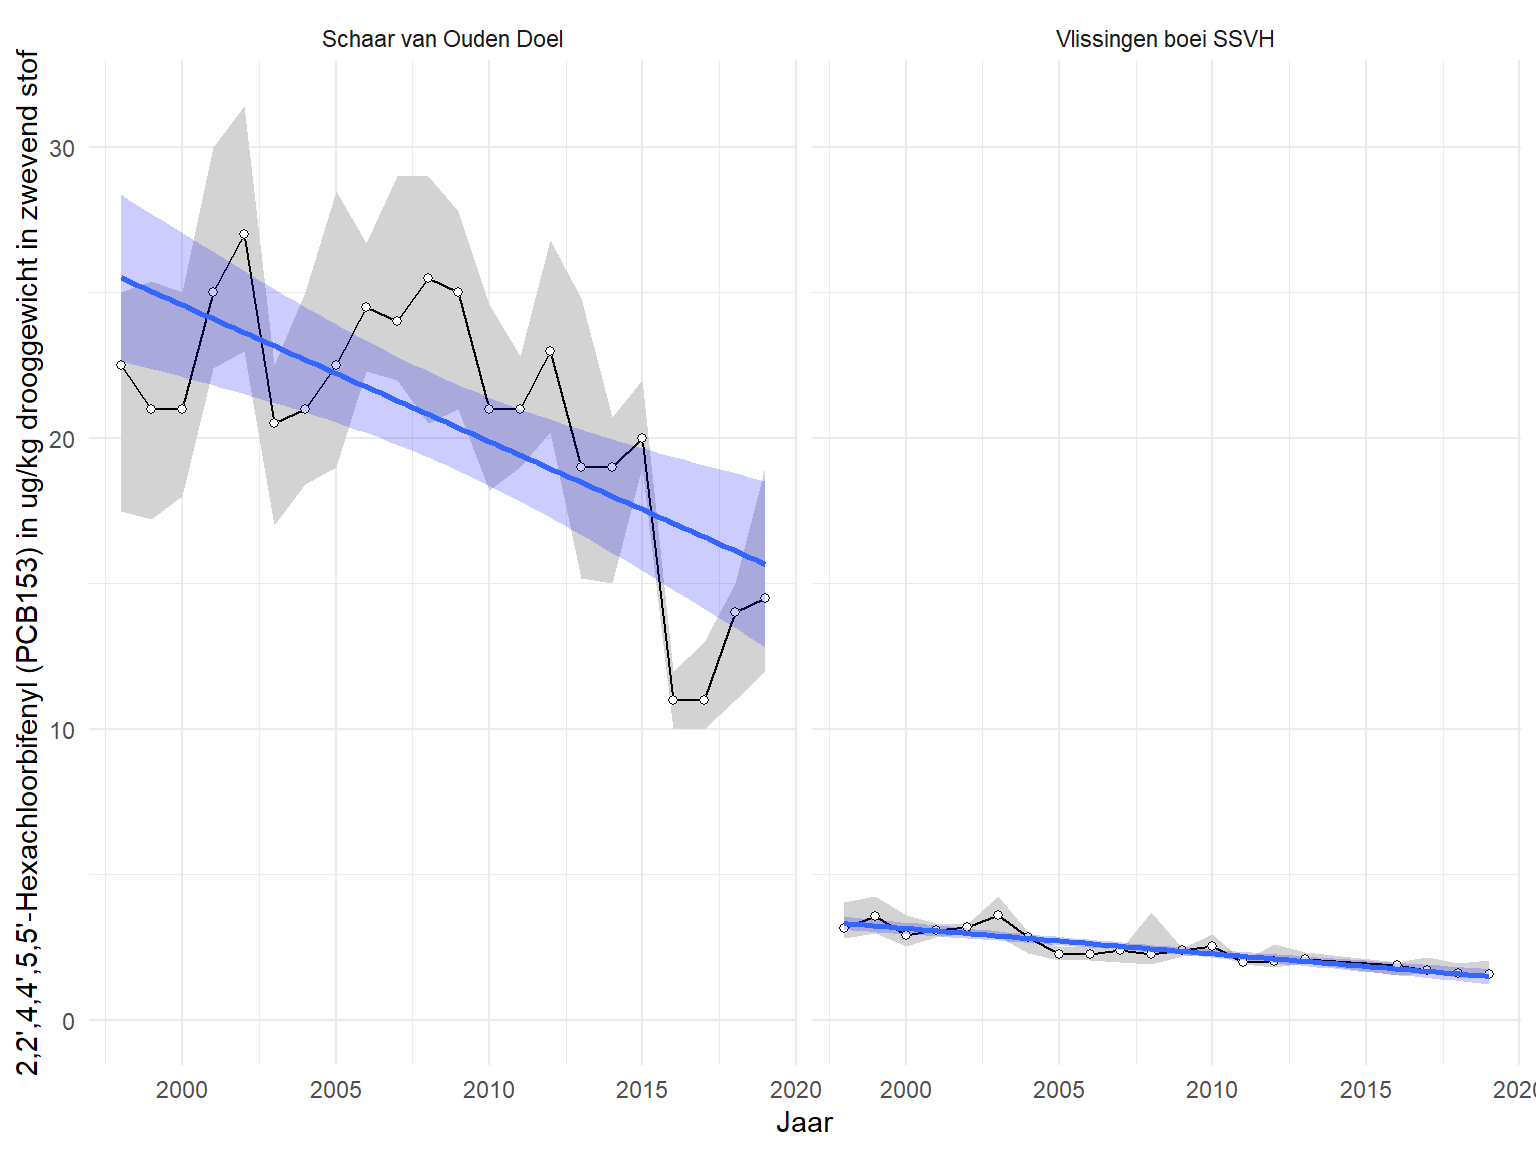 Schaar van Ouden Doel
Vlissingen boei SSVH
2,2',4,4',5,5'-Hexachloorbifenyl (PCB153) in ug/kg drooggewicht in zwevend stof
30
20
10
0
2000 2005 2010 2015 2020
2000 2005 2010 2015 2020
Jaar